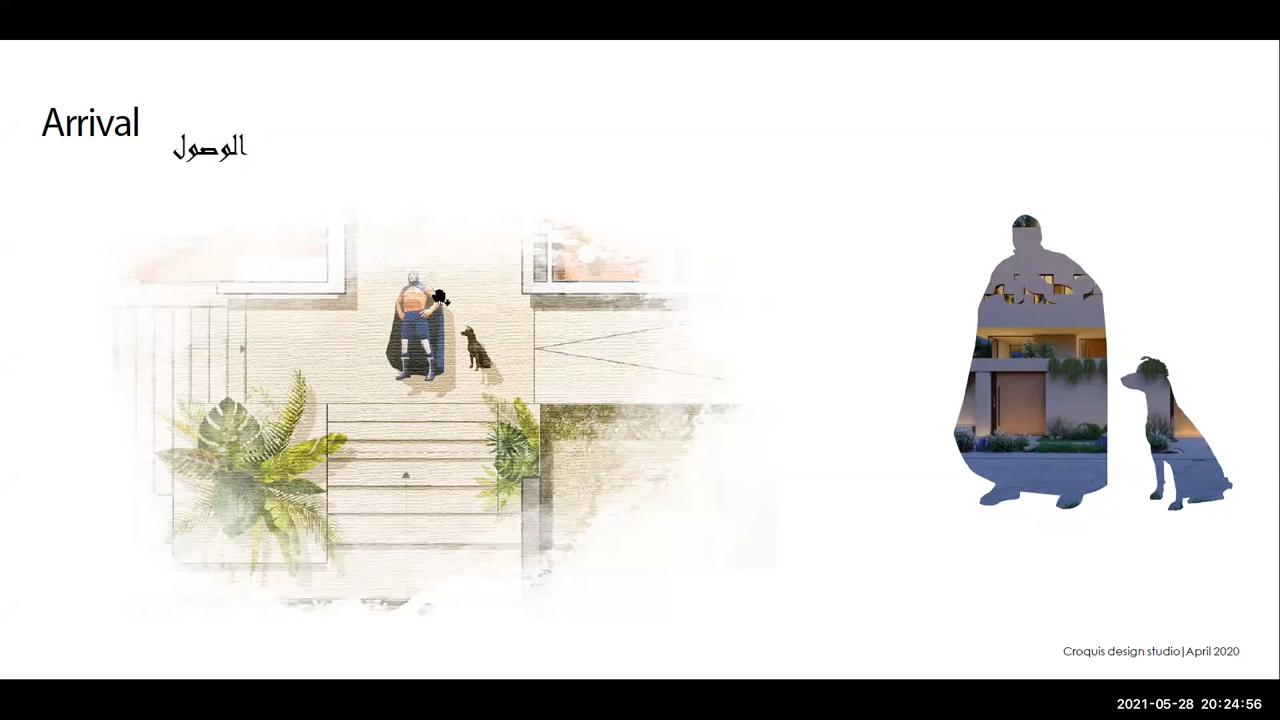 Arrival
الوصول
Croquis design studio|April 2020
2021-05-28 20:24:56